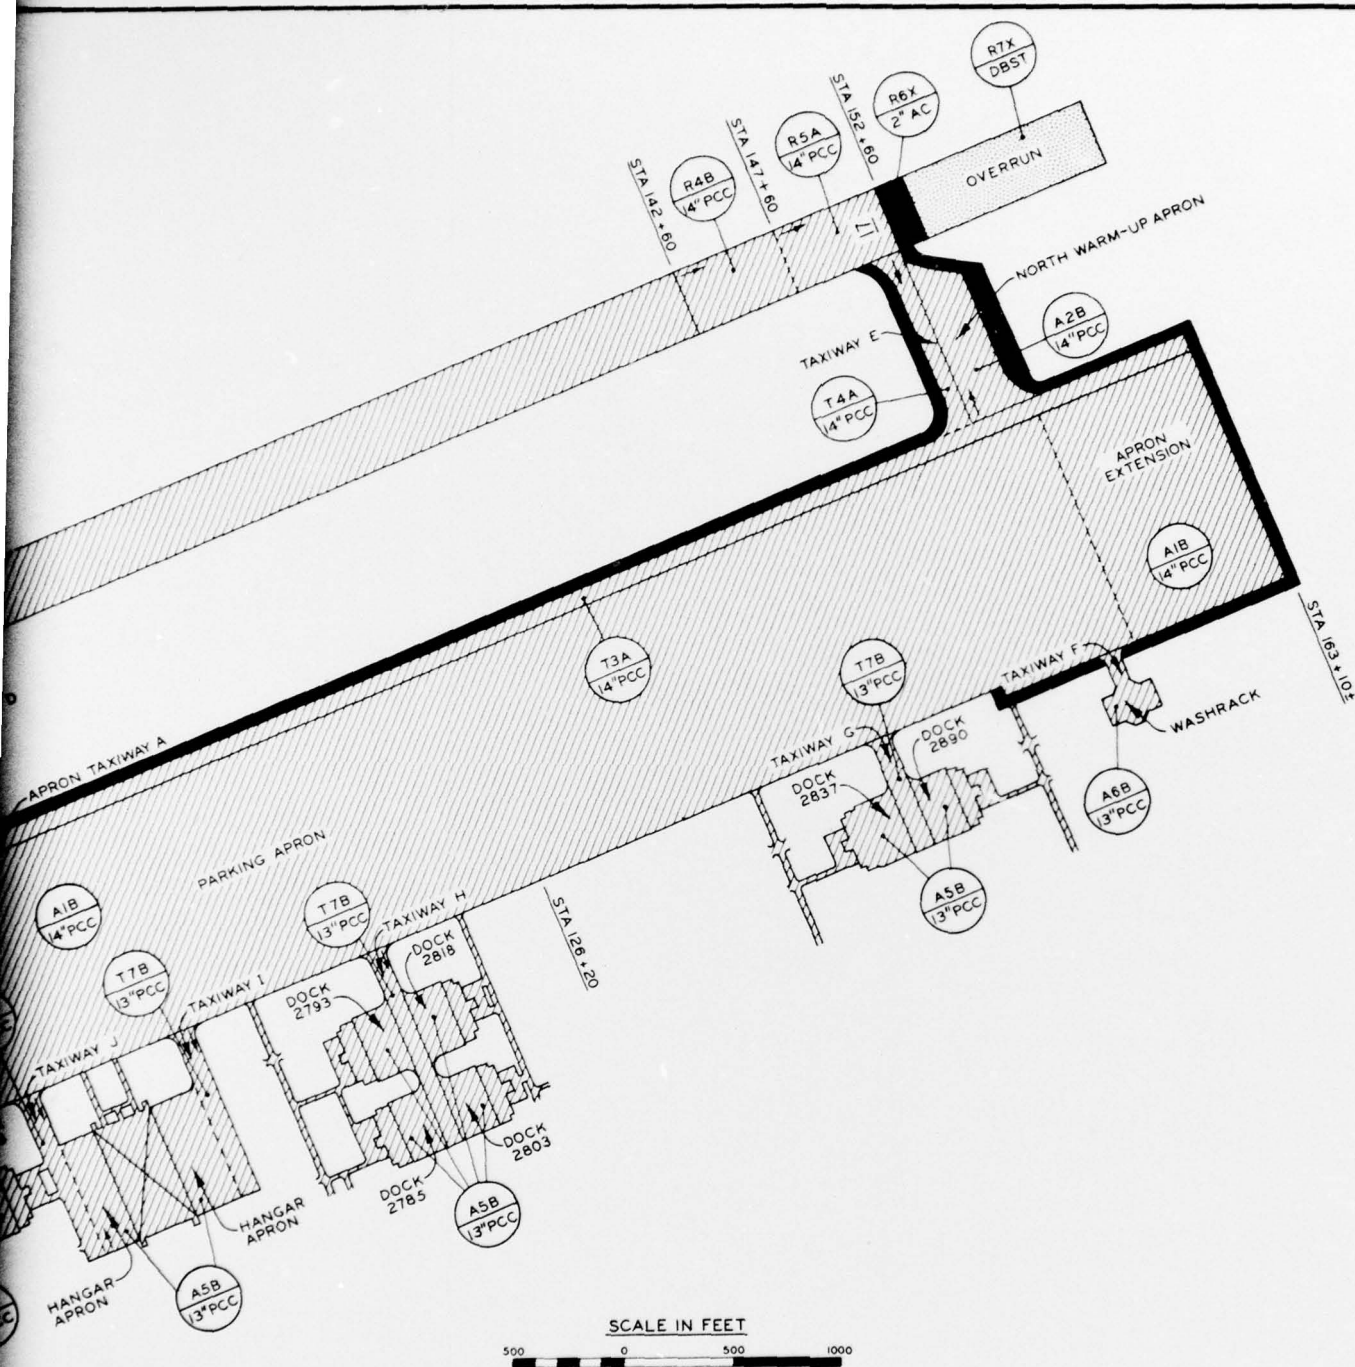 R7X
DBST
R6X
2" AC
STA 152+60
R5A
14" PCC
STA 147+60
R4B
14" PCC
STA 142+60
OVERRUN
17
NORTH WARM-UP APRON
A2B
14" PCC
TAXIWAY E
T4A
14" PCC
APRON
EXTENSION
A1B
14" PCC
STA 163+10±
T3A
14" PCC
T7B
13" PCC
TAXIWAY F
WASHRACK
A6B
13" PCC
TAXIWAY G
DOCK
2890
DOCK
2837
A5B
13" PCC
APRON TAXIWAY A
PARKING APRON
A1B
14" PCC
T7B
13" PCC
TAXIWAY H
DOCK
2818
STA 126+20
T7B
13" PCC
TAXIWAY I
DOCK
2793
TAXIWAY J
DOCK
2803
DOCK
2785
A5B
13" PCC
HANGAR
APRON
HANGAR
APRON
A5B
13" PCC
SCALE IN FEET
500 0 500 1000